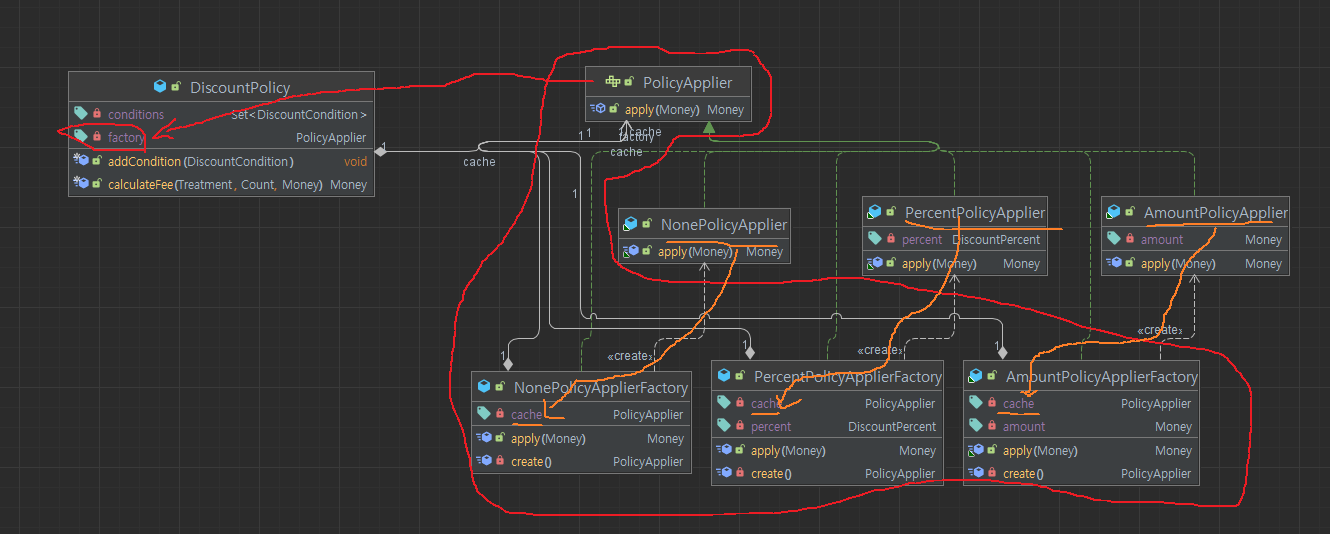 DiscountPolicy
conditions Set<DiscountCondition>
factory PolicyApplier
addCondition(DiscountCondition) void
calculateFee(Treatment, Count, Money) Money
PolicyApplier
apply(Money) Money
1
cache
1
1
cache
factory
cache
1
NonePolicyApplier
apply(Money) Money
PercentPolicyApplier
percent DiscountPercent
apply(Money) Money
AmountPolicyApplier
amount Money
apply(Money) Money
1
«create»
1
«create»
1
«create»
NonePolicyApplierFactory
cache PolicyApplier
apply(Money) Money
create() PolicyApplier
PercentPolicyApplierFactory
cache PolicyApplier
percent DiscountPercent
apply(Money) Money
create() PolicyApplier
AmountPolicyApplierFactory
cache PolicyApplier
amount Money
apply(Money) Money
create() PolicyApplier